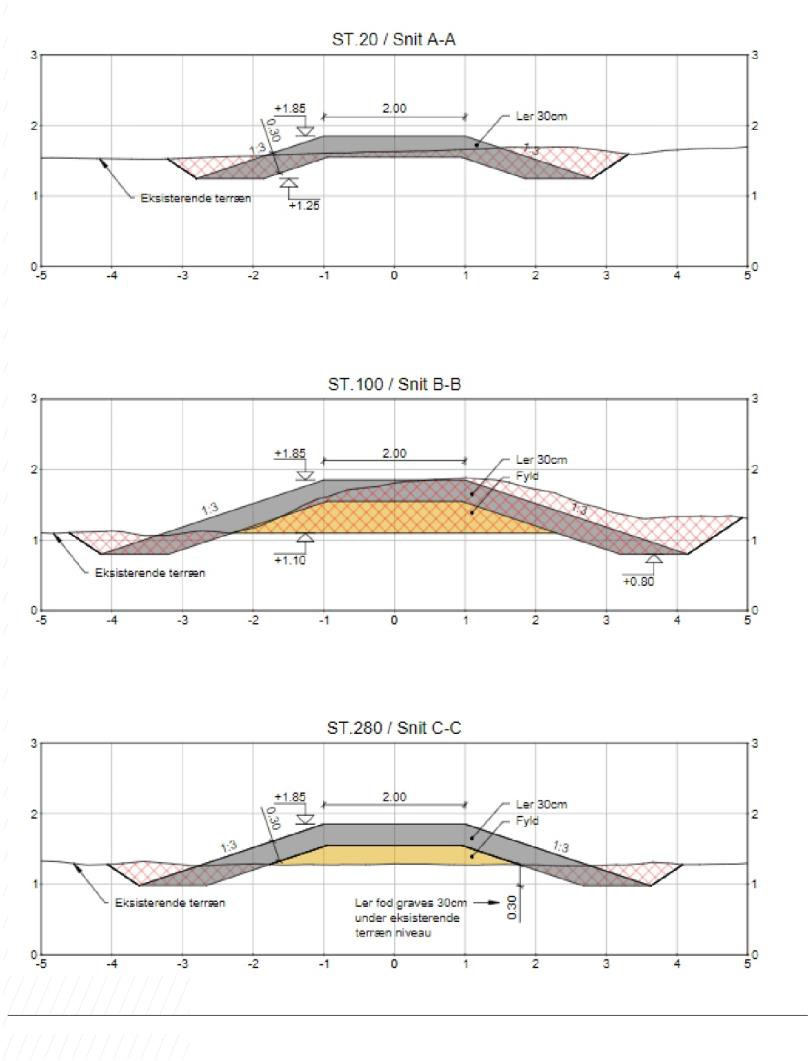 ST.20 / Snit A-A
3
3
+1.85
2.00
Ler 30cm
0.30
2
2
1:3
1:3
Eksisterende terræn
1
1
+1.25
0
0
-5 -4 -3 -2 -1 0 1 2 3 4 5
ST.100 / Snit B-B
3
3
+1.85
2.00
Ler 30cm
2
2
Fyld
1:3
1:3
1
1
+1.10
Eksisterende terræn
+0.80
0
0
-5 -4 -3 -2 -1 0 1 2 3 4 5
ST.280 / Snit C-C
3
3
+1.85
2.00
Ler 30cm
0.30
2
2
Fyld
1:3
1:3
1
1
Eksisterende terræn
Ler fod graves 30cm
under eksisterende
terræn niveau
0.30
0
0
-5 -4 -3 -2 -1 0 1 2 3 4 5